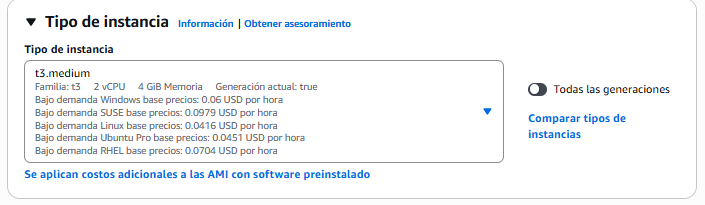 ▼ Tipo de instancia Información | Obtener asesoramiento
Tipo de instancia
t3.medium
Familia: t3 2 vCPU 4 GiB Memoria Generación actual: true
Bajo demanda Windows base precios: 0.06 USD por hora
Bajo demanda SUSE base precios: 0.0979 USD por hora
Bajo demanda Linux base precios: 0.0416 USD por hora
Bajo demanda Ubuntu Pro base precios: 0.0451 USD por hora
Bajo demanda RHEL base precios: 0.0704 USD por hora
Todas las generaciones
Comparar tipos de
instancias
Se aplican costos adicionales a las AMI con software preinstalado